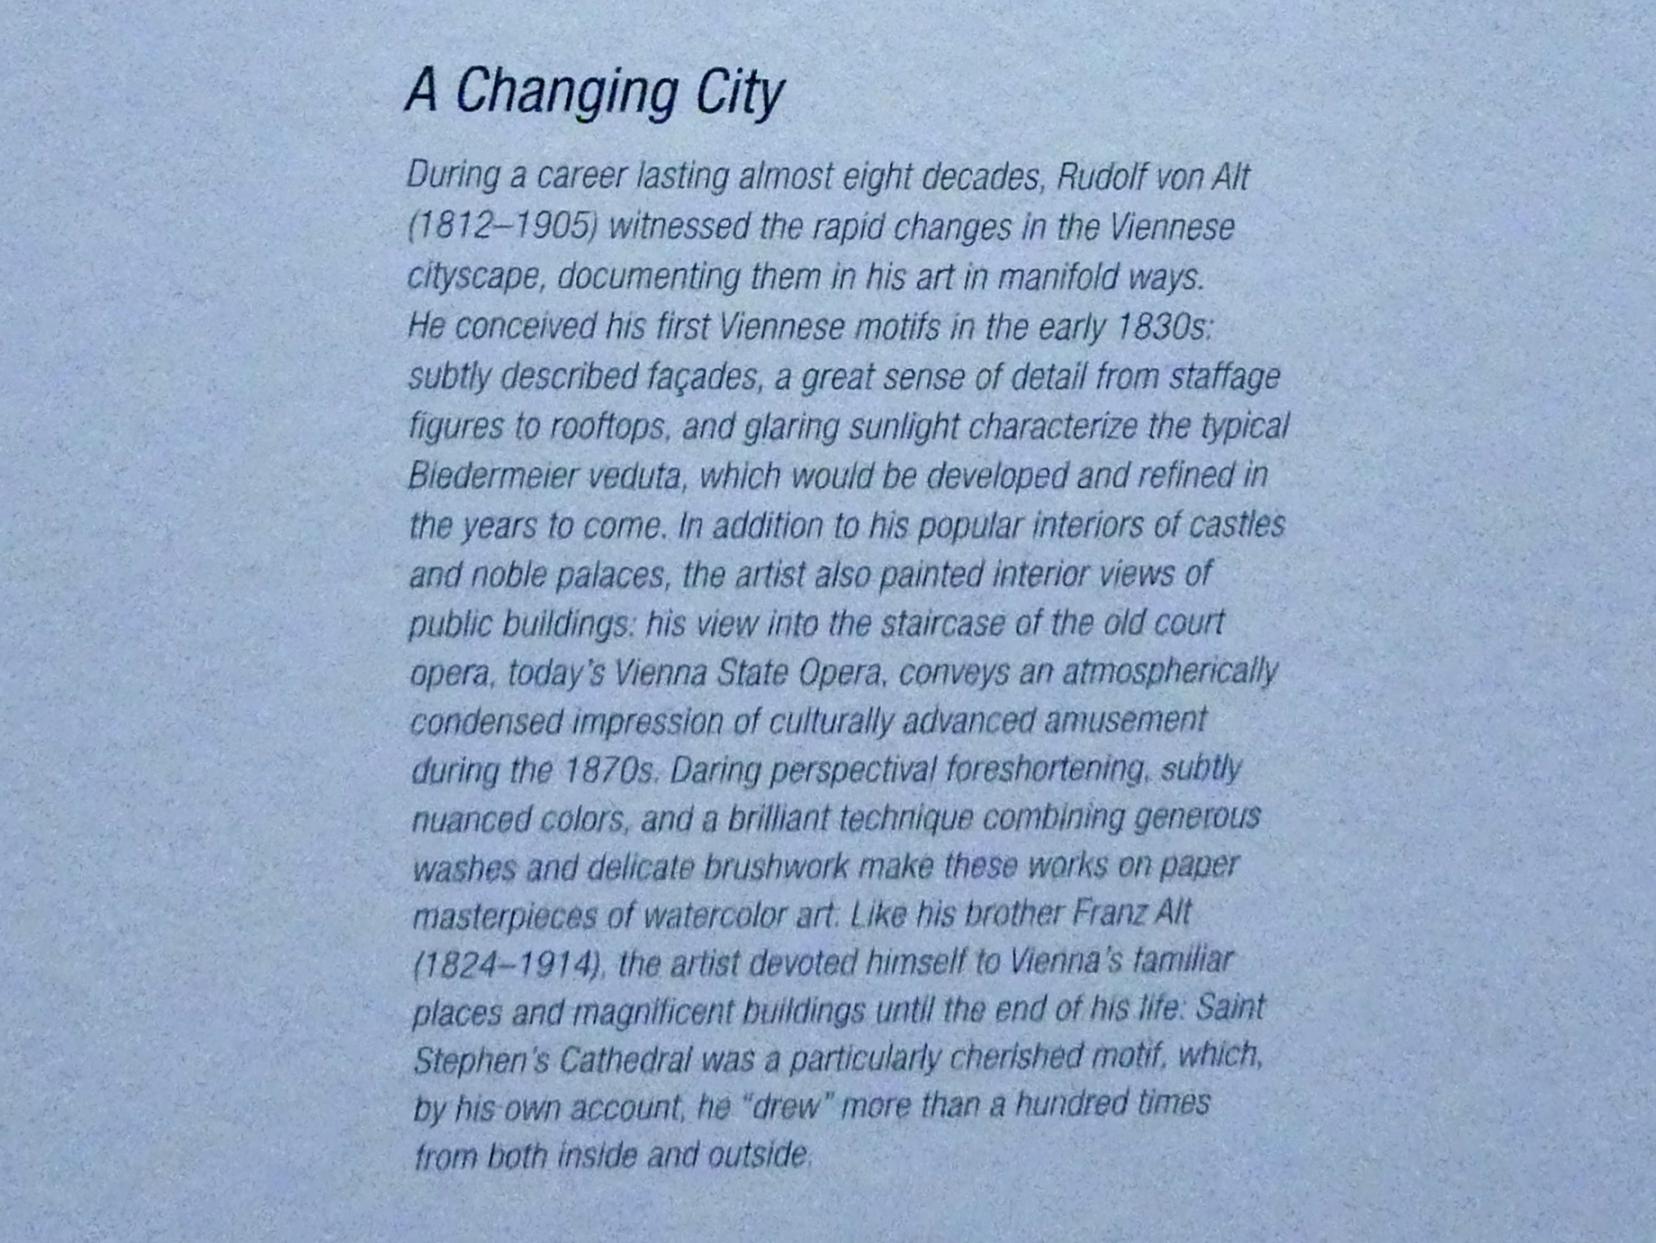 A Changing City
During a career lasting almost eight decades, Rudolf von Alt
(1812–1905) witnessed the rapid changes in the Viennese
cityscape, documenting them in his art in manifold ways.
He conceived his first Viennese motifs in the early 1830s:
subtly described façades, a great sense of detail from staffage
figures to rooftops, and glaring sunlight characterize the typical
Biedermeier veduta, which would be developed and refined in
the years to come. In addition to his popular interiors of castles
and noble palaces, the artist also painted interior views of
public buildings: his view into the staircase of the old court
opera, today's Vienna State Opera, conveys an atmospherically
condensed impression of culturally advanced amusement
during the 1870s. Daring perspectival foreshortening, subtly
nuanced colors, and a brilliant technique combining generous
washes and delicate brushwork make these works on paper
masterpieces of watercolor art. Like his brother Franz Alt
(1824–1914), the artist devoted himself to Vienna's familiar
places and magnificent buildings until the end of his life: Saint
Stephen's Cathedral was a particularly cherished motif, which,
by his own account, he “drew” more than a hundred times
from both inside and outside.